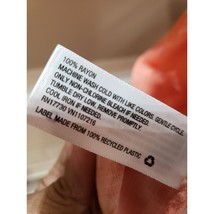 100% RAYON
MACHINE WASH COLD WITH LIKE COLORS. GENTLE CYCLE.
ONLY NON-CHLORINE BLEACH IF NEEDED.
TUMBLE DRY LOW. REMOVE PROMPTLY.
COOL IRON IF NEEDED.
RN17730 VN1107216
LABEL MADE FROM 100% RECYCLED PLASTIC